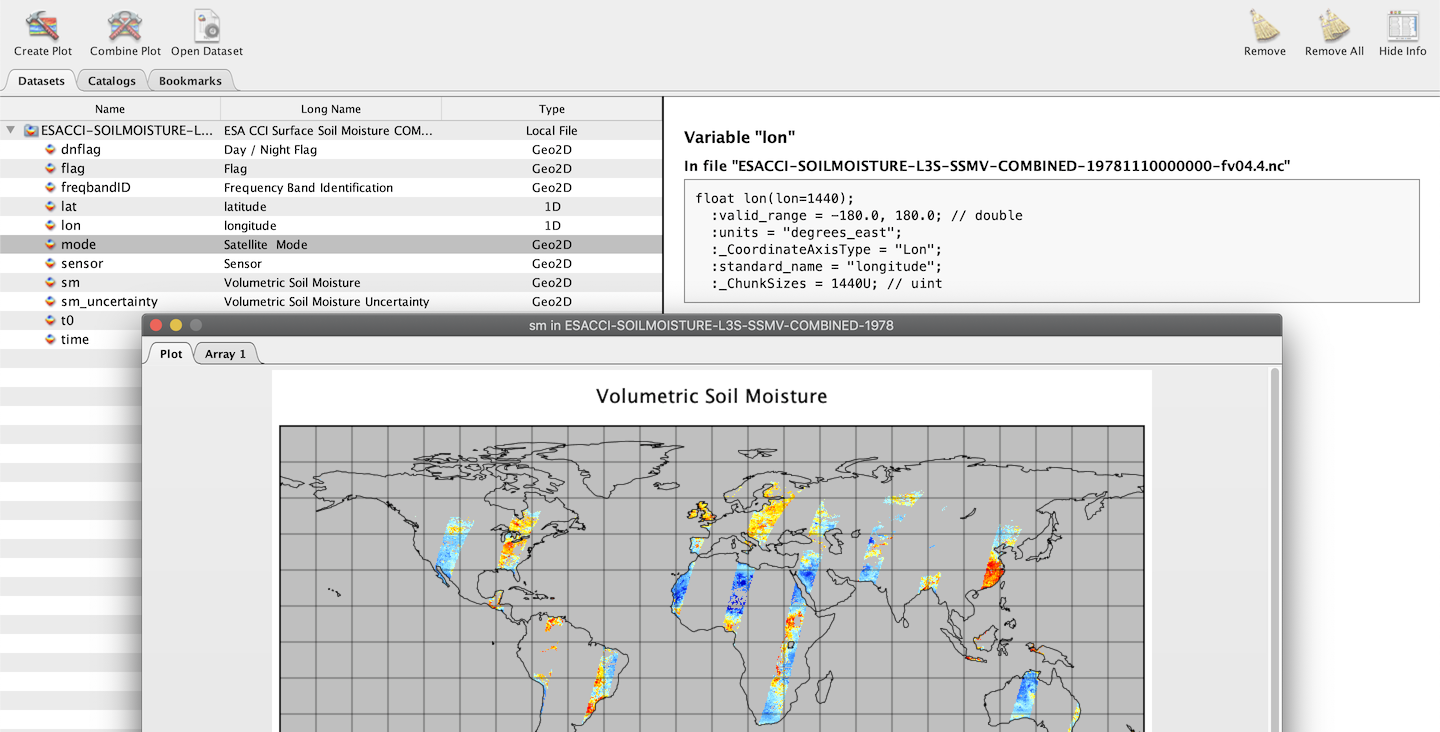 Create Plot Combine Plot Open Dataset Remove Remove All Hide Info
Datasets Catalogs Bookmarks
Name Long Name Type
ESACCI-SOILMOISTURE-L... ESA CCI Surface Soil Moisture COM... Local File
dnflag Day / Night Flag Geo2D
flag Flag Geo2D
freqbandID Frequency Band Identification Geo2D
lat latitude 1D
lon longitude 1D
mode Satellite Mode Geo2D
sensor Sensor Geo2D
sm Volumetric Soil Moisture Geo2D
sm_uncertainty Volumetric Soil Moisture Uncertainty Geo2D
t0
time
Variable "lon"
In file "ESACCI-SOILMOISTURE-L3S-SSMV-COMBINED-19781110000000-fv04.4.nc"
float lon(lon=1440);
:valid_range = -180.0, 180.0; // double
:units = "degrees_east";
:_CoordinateAxisType = "Lon";
:standard_name = "longitude";
:_ChunkSizes = 1440U; // uint
sm in ESACCI-SOILMOISTURE-L3S-SSMV-COMBINED-1978
Plot Array 1
Volumetric Soil Moisture